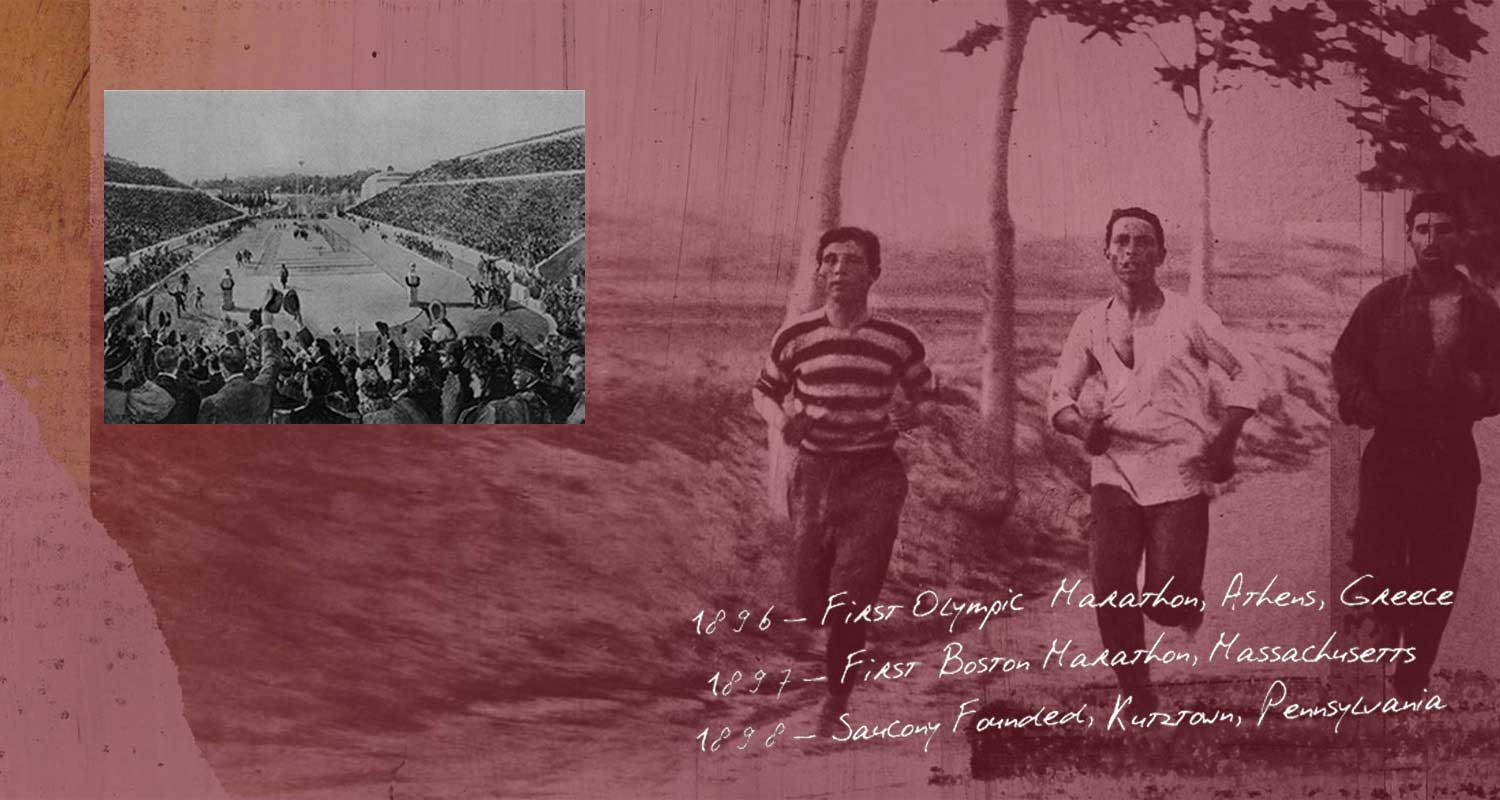 1896 – First Olympic Marathon, Athens, Greece
1897 – First Boston Marathon, Massachusetts
1898 – Saucony Founded, Kutztown, Pennsylvania